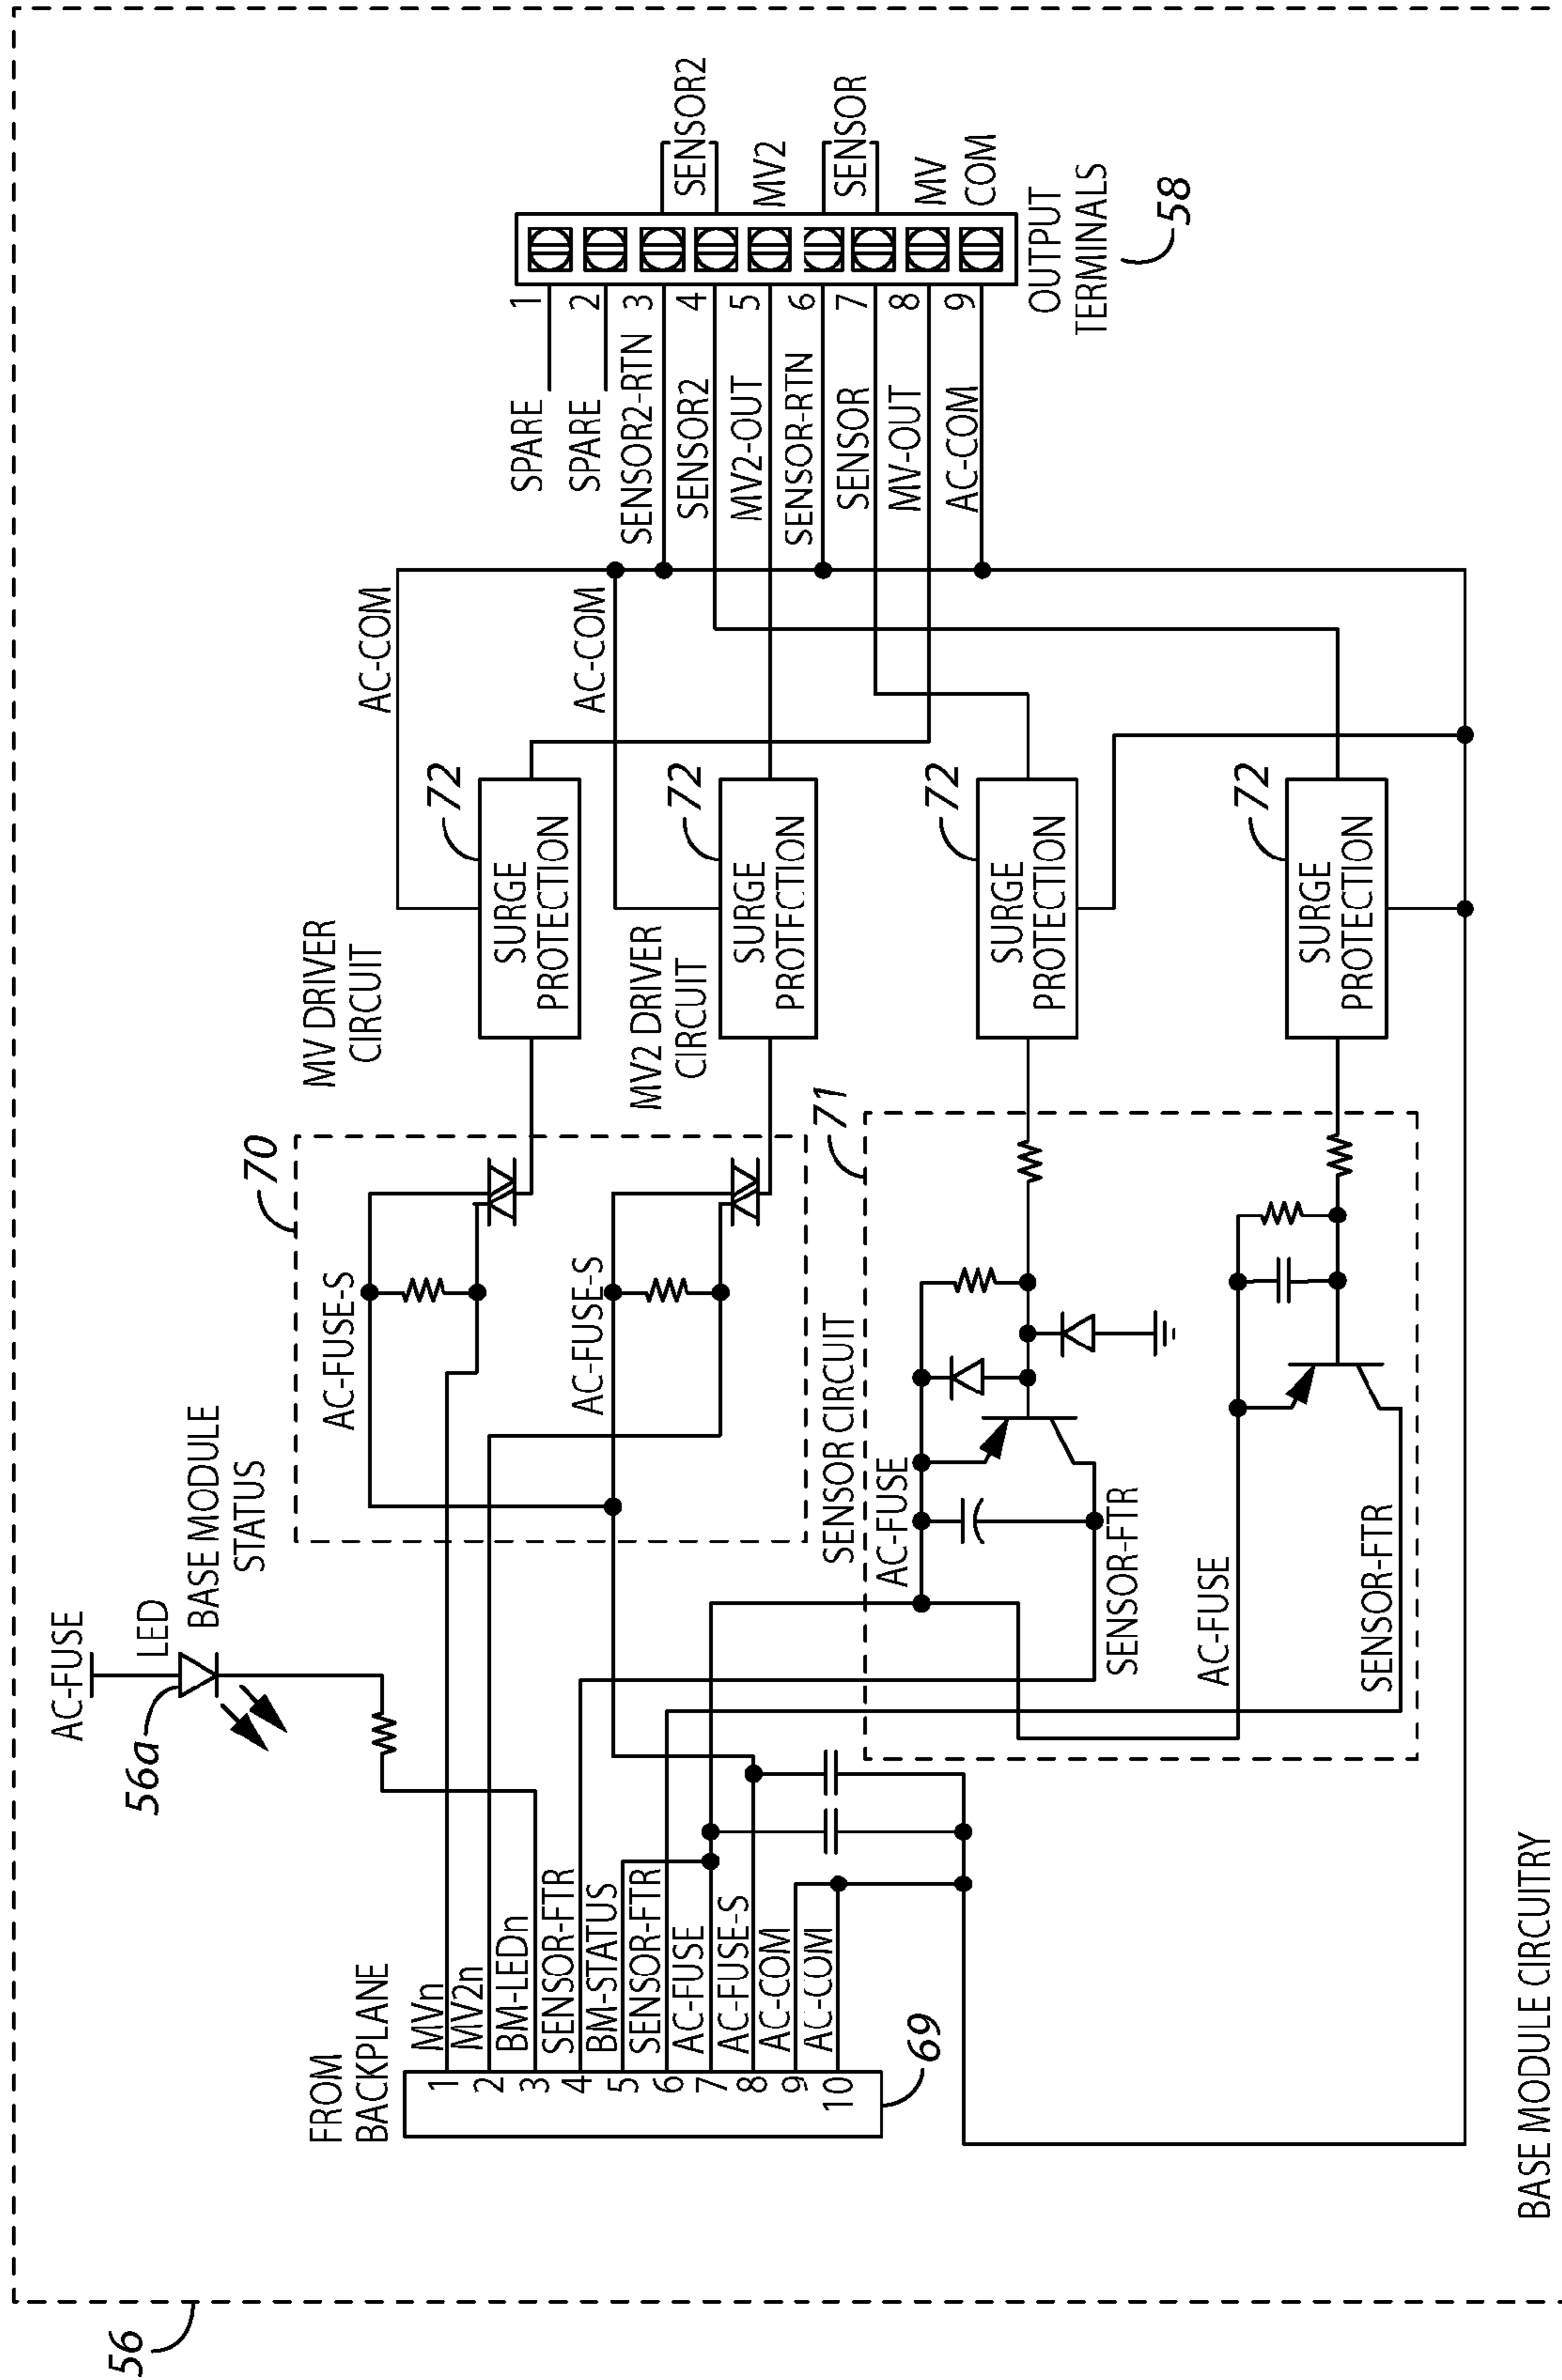 56
AC-FUSE
LED
56a
BASE MODULE
STATUS
FROM
BACKPLANE
MVn
MV2n
BM-LEDn
SENSOR-FTR
BM-STATUS
SENSOR-FTR
AC-FUSE
AC-FUSE-S
AC-COM
AC-COM
1
2
3
4
5
6
7
8
9
10
69
70
AC-FUSE-S
AC-FUSE-S
MV DRIVER
CIRCUIT
MV2 DRIVER
CIRCUIT
SENSOR CIRCUIT
71
AC-FUSE
SENSOR-FTR
AC-FUSE
SENSOR-FTR
72
SURGE
PROTECTION
72
SURGE
PROTECTION
72
SURGE
PROTECTION
72
SURGE
PROTECTION
AC-COM
AC-COM
SPARE
SPARE
SENSOR2-RTN
SENSOR2
MV2-OUT
SENSOR-RTN
SENSOR
MV-OUT
AC-COM
1
2
3
4
5
6
7
8
9
SENSOR2
MV2
SENSOR
MV
COM
OUTPUT
TERMINALS
58
BASE MODULE CIRCUITRY